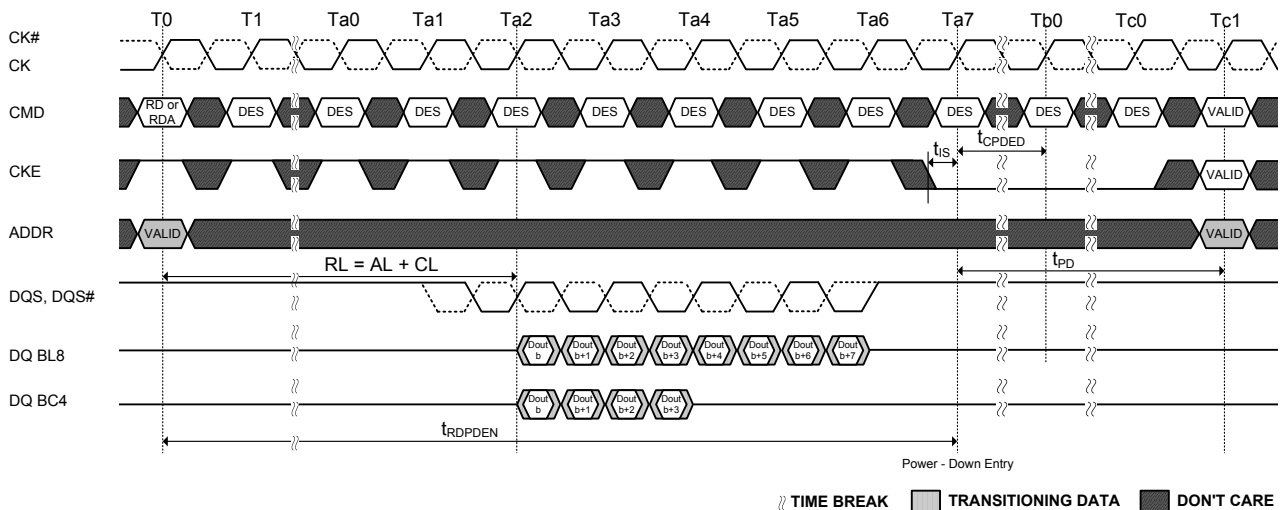 T0 T1 Ta0 Ta1 Ta2 Ta3 Ta4 Ta5 Ta6 Ta7 Tb0 Tc0 Tc1
CK#
CK
CMD RD or RDA DES DES DES DES DES DES DES DES DES DES DES VALID
tIS tCPDED
CKE VALID
ADDR VALID VALID
RL = AL + CL tPD
DQS, DQS#
DQ BL8 Dout b Dout b+1 Dout b+2 Dout b+3 Dout b+4 Dout b+5 Dout b+6 Dout b+7
DQ BC4 Dout b Dout b+1 Dout b+2 Dout b+3
tRDPDEN
Power - Down Entry
TIME BREAK TRANSITIONING DATA DON'T CARE